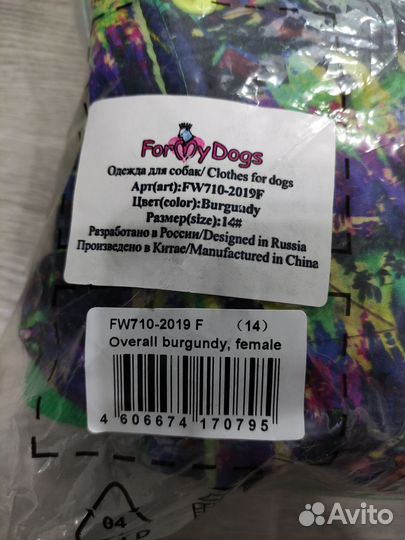 ForMyDogs
Одежда для собак/ Clothes for dogs
Арт(art):FW710-2019F
Цвет(color):Burgundy
Размер(size):14#
Разработано в России/Designed in Russia
Произведено в Китае/Manufactured in China
FW710-2019 F (14)
Overall burgundy, female
4 606674 170795
04
Avito